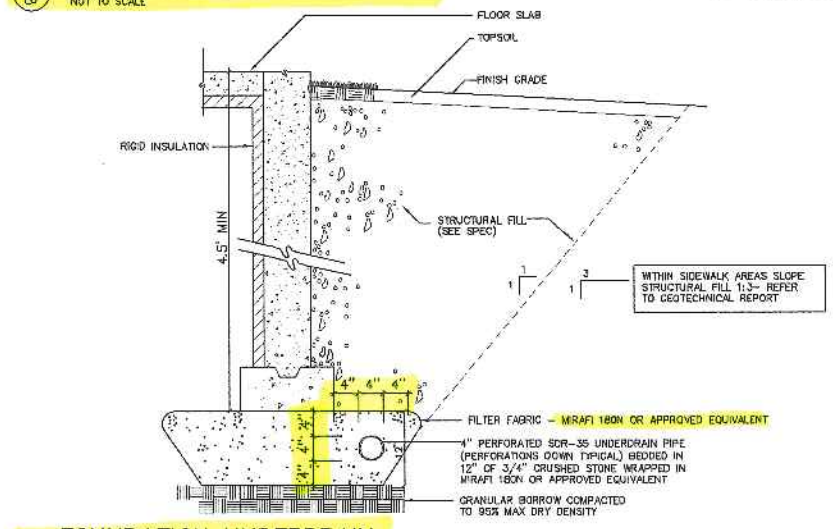 NOT TO SCALE
FLOOR SLAB
TOPSOIL
FINISH GRADE
RIGID INSULATION
4.5' MIN
STRUCTURAL FILL
(SEE SPEC)
1
1
3
1
WITHIN SIDEWALK AREAS SLOPE
STRUCTURAL FILL 1:3- REFER
TO GEOTECHNICAL REPORT
4" 4" 4"
4" 4" 4"
12"
FILTER FABRIC - MIRAFI 180N OR APPROVED EQUIVALENT
4" PERFORATED SDR-35 UNDERDRAIN PIPE
(PERFORATIONS DOWN TYPICAL) BEDDED IN
12" OF 3/4" CRUSHED STONE WRAPPED IN
MIRAFI 180N OR APPROVED EQUIVALENT
GRANULAR BORROW COMPACTED
TO 95% MAX DRY DENSITY
FOUNDATION UNDERDRAIN